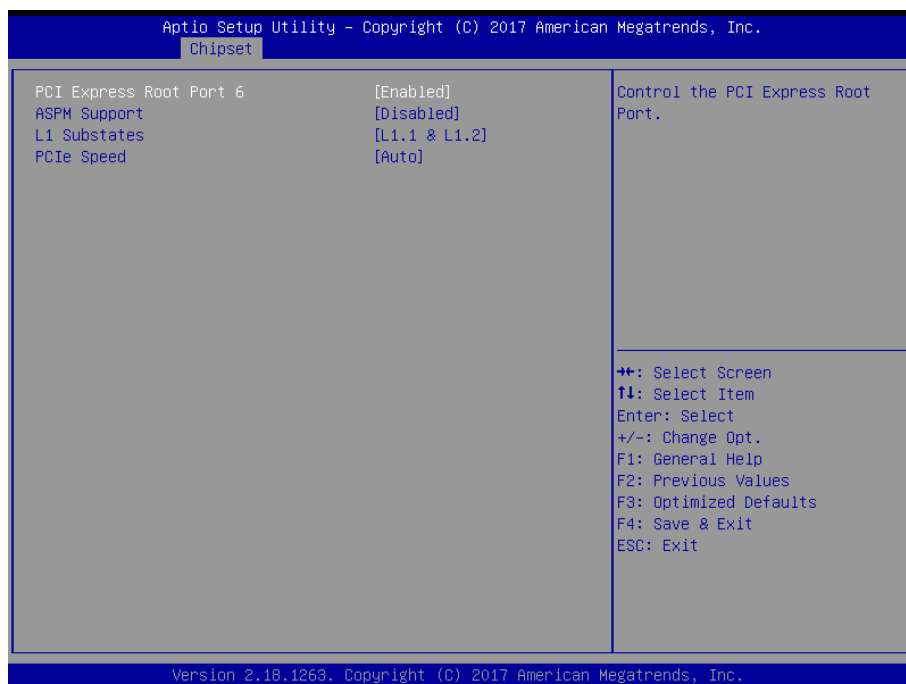 Aptio Setup Utility – Copyright (C) 2017 American Megatrends, Inc.
Chipset
PCI Express Root Port 6 [Enabled]
ASPM Support [Disabled]
L1 Substates [L1.1 & L1.2]
PCIe Speed [Auto]
Control the PCI Express Root
Port.
→←: Select Screen
↑↓: Select Item
Enter: Select
+/-: Change Opt.
F1: General Help
F2: Previous Values
F3: Optimized Defaults
F4: Save & Exit
ESC: Exit
Version 2.18.1263. Copyright (C) 2017 American Megatrends, Inc.